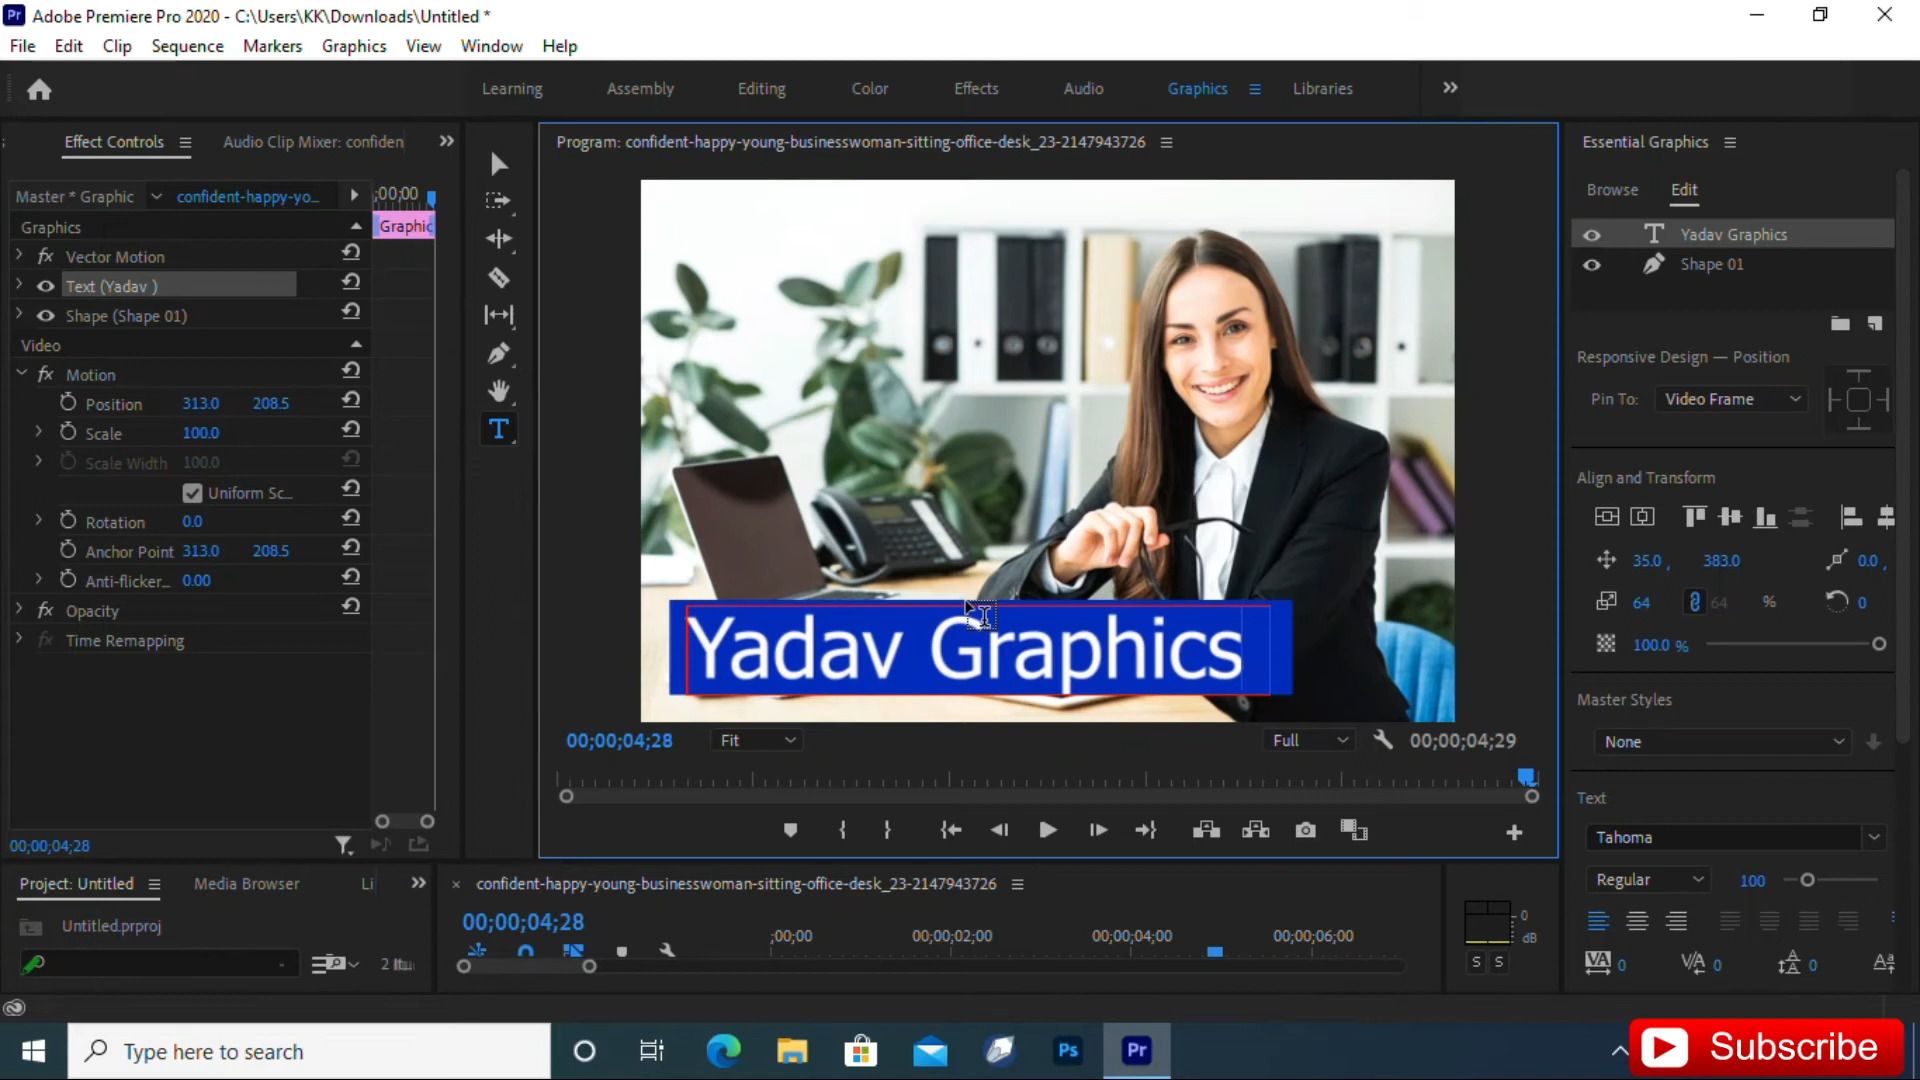 Adobe Premiere Pro 2020 - C:\Users\KK\Downloads\Untitled *
File Edit Clip Sequence Markers Graphics View Window Help
Learning Assembly Editing Color Effects Audio Graphics Libraries
Effect Controls Audio Clip Mixer: confiden
Program: confident-happy-young-businesswoman-sitting-office-desk_23-2147943726
Essential Graphics
Browse Edit
Master * Graphic confident-happy-yo... ;00;00
Graphics Graphic
Vector Motion
Text (Yadav )
Shape (Shape 01)
Video
Motion
Position 313.0 208.5
Scale 100.0
Scale Width 100.0
Uniform Sc...
Rotation 0.0
Anchor Point 313.0 208.5
Anti-flicker... 0.00
Opacity
Time Remapping
00;00;04;28
Yadav Graphics
00;00;04;28 Fit Full 00;00;04;29
Yadav Graphics
Shape 01
Responsive Design — Position
Pin To: Video Frame
Align and Transform
35.0 , 383.0 0.0 ,
64 64 % 0
100.0 %
Master Styles
None
Text
Tahoma
Regular 100
0 0 0
Project: Untitled Media Browser Li
Untitled.prproj
confident-happy-young-businesswoman-sitting-office-desk_23-2147943726
00;00;04;28
;00;00 00;00;02;00 00;00;04;00 00;00;06;00
0
dB
S S
Type here to search
Ps Pr
Subscribe